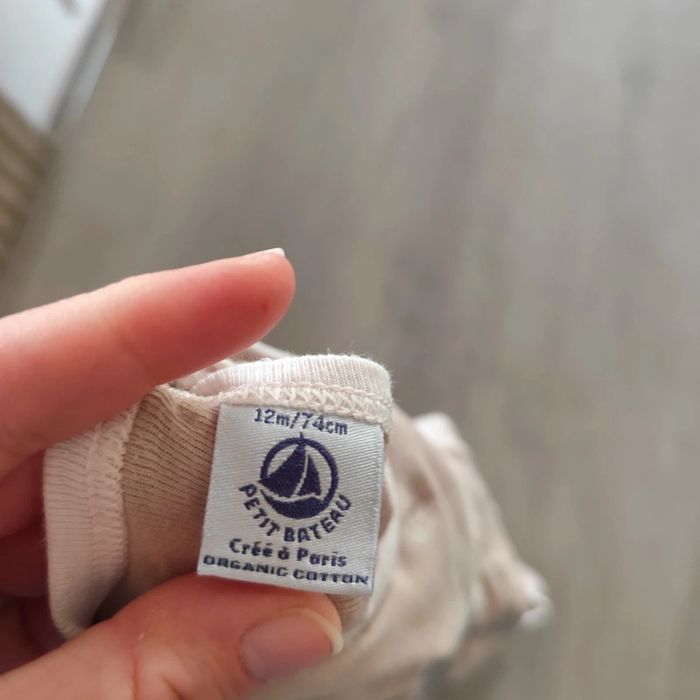 12m/74cm
PETIT BATEAU
Créé à Paris
ORGANIC COTTON